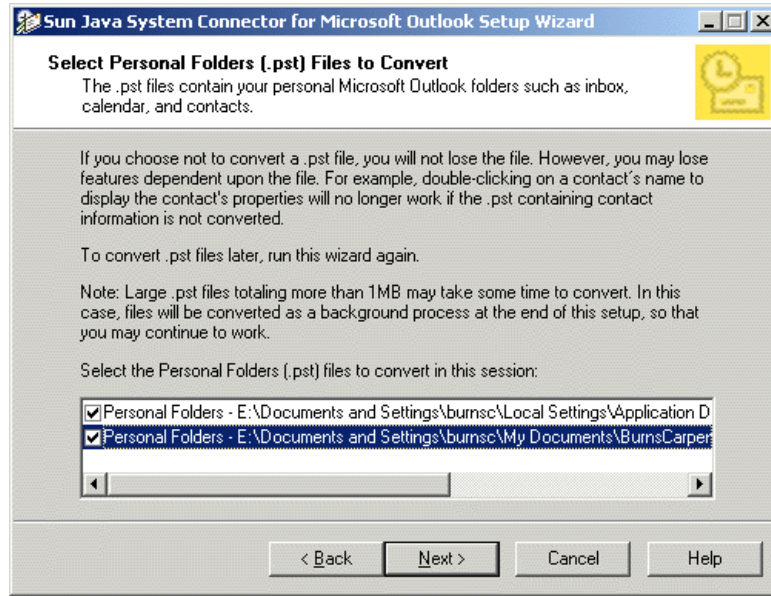 Sun Java System Connector for Microsoft Outlook Setup Wizard
Select Personal Folders (.pst) Files to Convert
The .pst files contain your personal Microsoft Outlook folders such as inbox,
calendar, and contacts.
If you choose not to convert a .pst file, you will not lose the file. However, you may lose
features dependent upon the file. For example, double-clicking on a contact´s name to
display the contact's properties will no longer work if the .pst containing contact
information is not converted.
To convert .pst files later, run this wizard again.
Note: Large .pst files totaling more than 1MB may take some time to convert. In this
case, files will be converted as a background process at the end of this setup, so that
you may continue to work.
Select the Personal Folders (.pst) files to convert in this session:
Personal Folders - E:\Documents and Settings\burnsc\Local Settings\Application D
Personal Folders - E:\Documents and Settings\burnsc\My Documents\BurnsCarper
< Back Next > Cancel Help